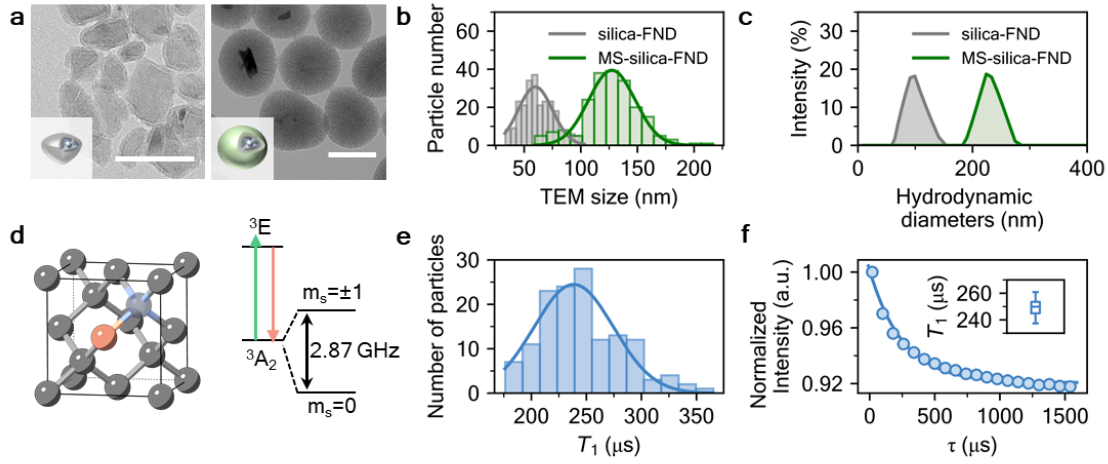 a
b
Particle number
60
40
20
0
silica-FND
MS-silica-FND
50
100
150
200
TEM size (nm)
c
Intensity (%)
30
20
10
0
silica-FND
MS-silica-FND
0
200
400
Hydrodynamic
diameters (nm)
d
³E
³A₂
mₛ=±1
2.87 GHz
mₛ=0
e
Number of particles
30
20
10
0
200
250
300
350
T₁ (μs)
f
Normalized
Intensity (a.u.)
1.00
0.96
0.92
T₁ (μs)
260
240
0
500
1000
1500
τ (μs)